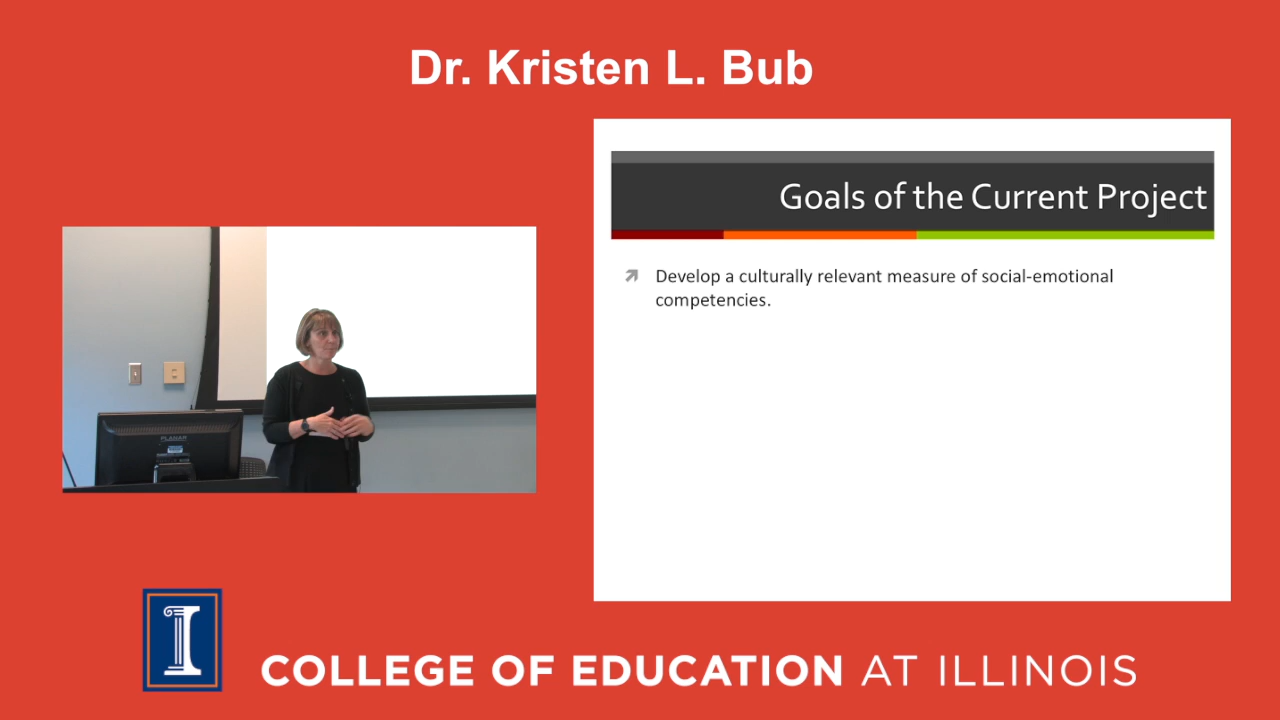 Dr. Kristen L. Bub
Goals of the Current Project
Develop a culturally relevant measure of social-emotional
competencies.
PLANAR
I
COLLEGE OF EDUCATION AT ILLINOIS